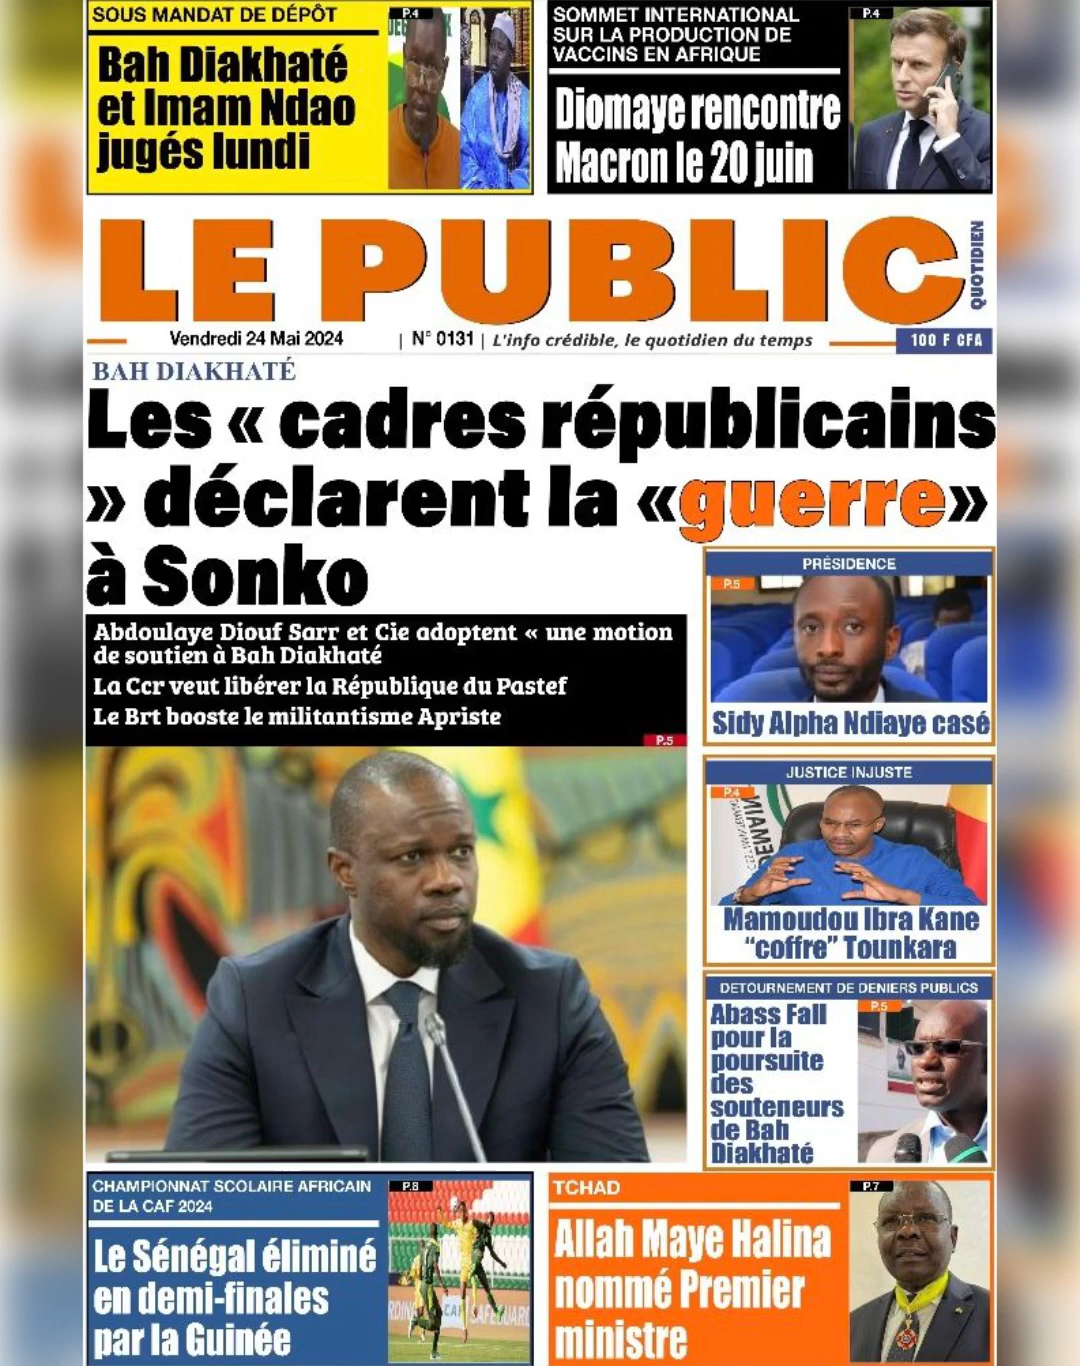 SOUS MANDAT DE DÉPÔT
P.4
Bah Diakhaté
et Imam Ndao
jugés lundi
SOMMET INTERNATIONAL
SUR LA PRODUCTION DE
VACCINS EN AFRIQUE
P.4
Diomaye rencontre
Macron le 20 juin
LE PUBLIC
QUOTIDIEN
Vendredi 24 Mai 2024 | N° 0131 | L'info crédible, le quotidien du temps
100 F CFA
BAH DIAKHATÉ
Les « cadres républicains
» déclarent la «guerre»
à Sonko
Abdoulaye Diouf Sarr et Cie adoptent « une motion
de soutien à Bah Diakhaté
La Ccr veut libérer la République du Pastef
Le Brt booste le militantisme Apriste
P.5
PRÉSIDENCE
P.5
Sidy Alpha Ndiaye casé
JUSTICE INJUSTE
P.4
Mamoudou Ibra Kane
“coffre” Tounkara
DETOURNEMENT DE DENIERS PUBLICS
P.5
Abass Fall
pour la
poursuite
des
souteneurs
de Bah
Diakhaté
CHAMPIONNAT SCOLAIRE AFRICAIN
DE LA CAF 2024
P.8
Le Sénégal éliminé
en demi-finales
par la Guinée
CAF
TCHAD
P.7
Allah Maye Halina
nommé Premier
ministre